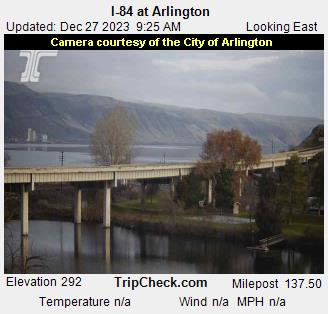 I-84 at Arlington
Updated: Dec 27 2023 9:25 AM Looking East
Camera courtesy of the City of Arlington
Elevation 292 TripCheck.com Milepost 137.50
Temperature n/a Wind n/a MPH n/a